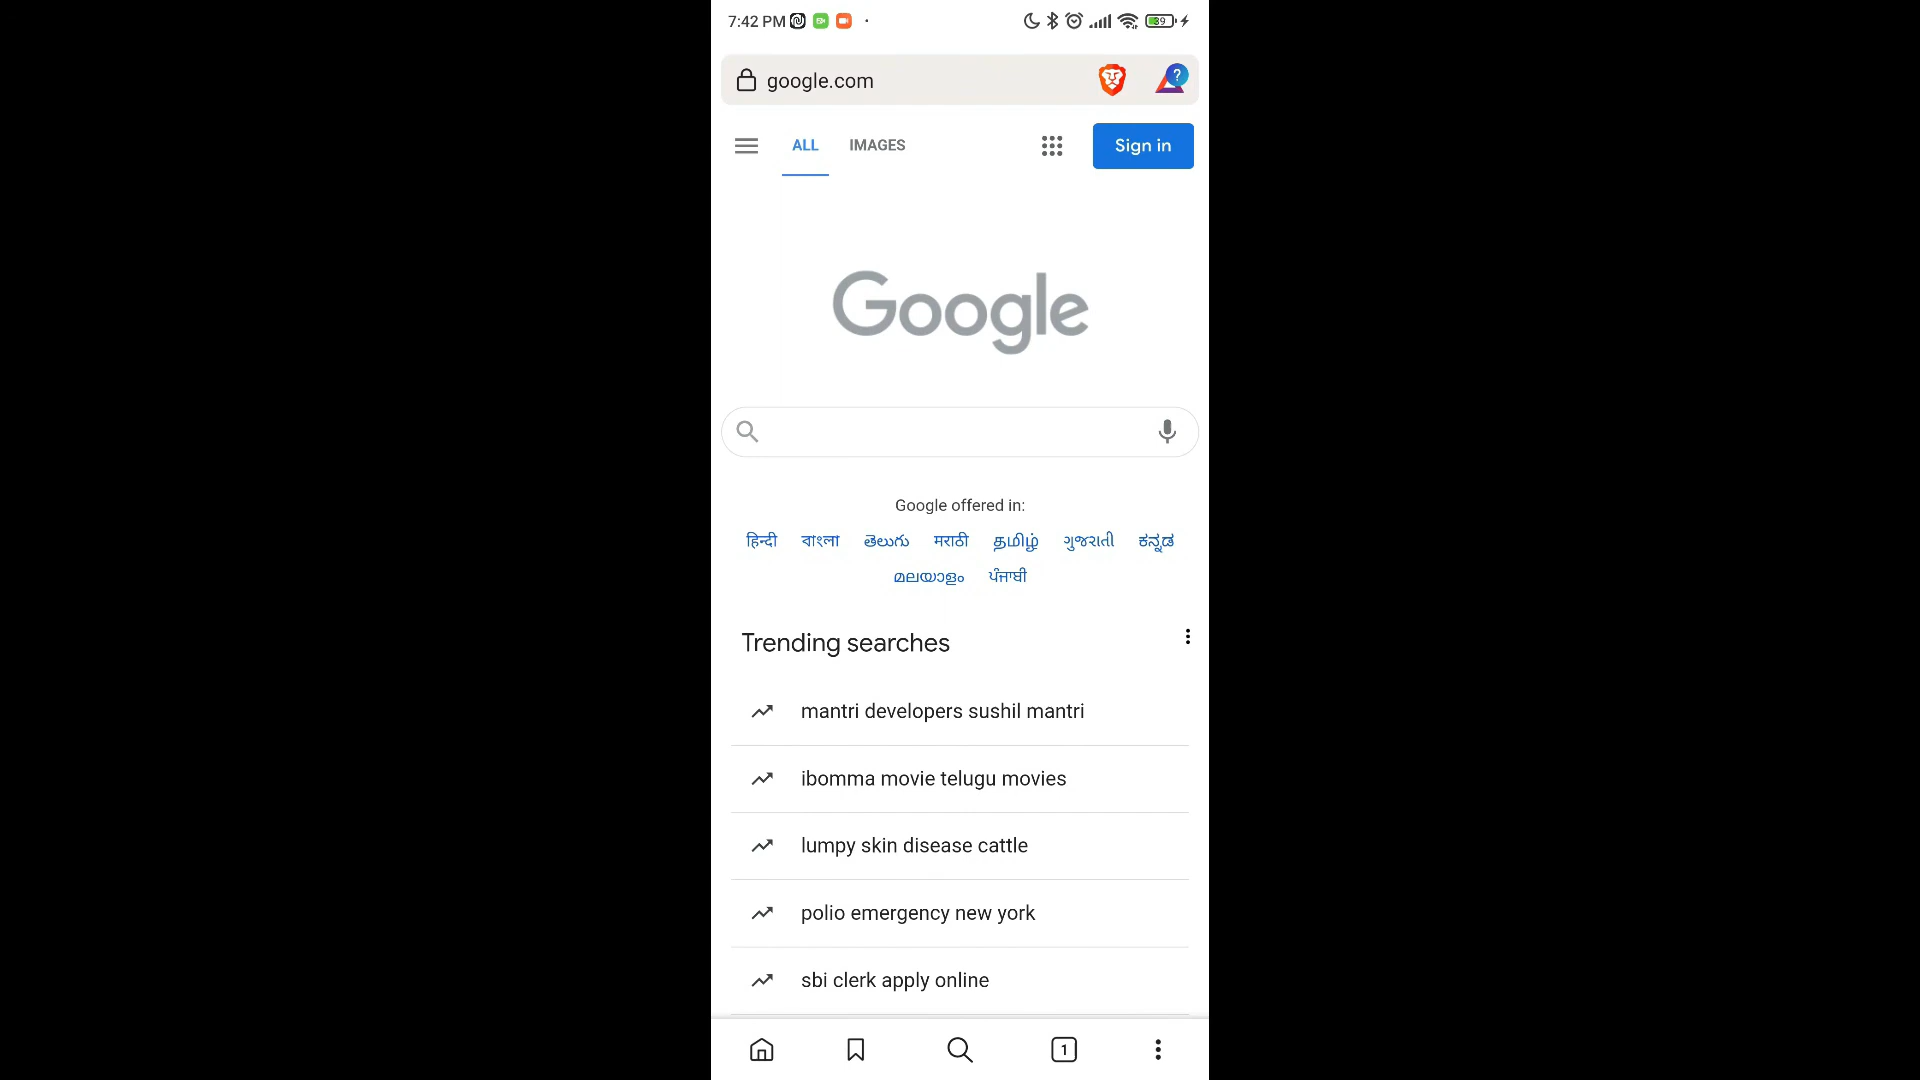 7:42 PM 39
google.com ?
ALL IMAGES Sign in
Google
Google offered in:
हिन्दी বাংলা తెలుగు मराठी தமிழ் ગુજરાતી ಕನ್ನಡ
മലയാളം ਪੰਜਾਬੀ
Trending searches
mantri developers sushil mantri
ibomma movie telugu movies
lumpy skin disease cattle
polio emergency new york
sbi clerk apply online
1